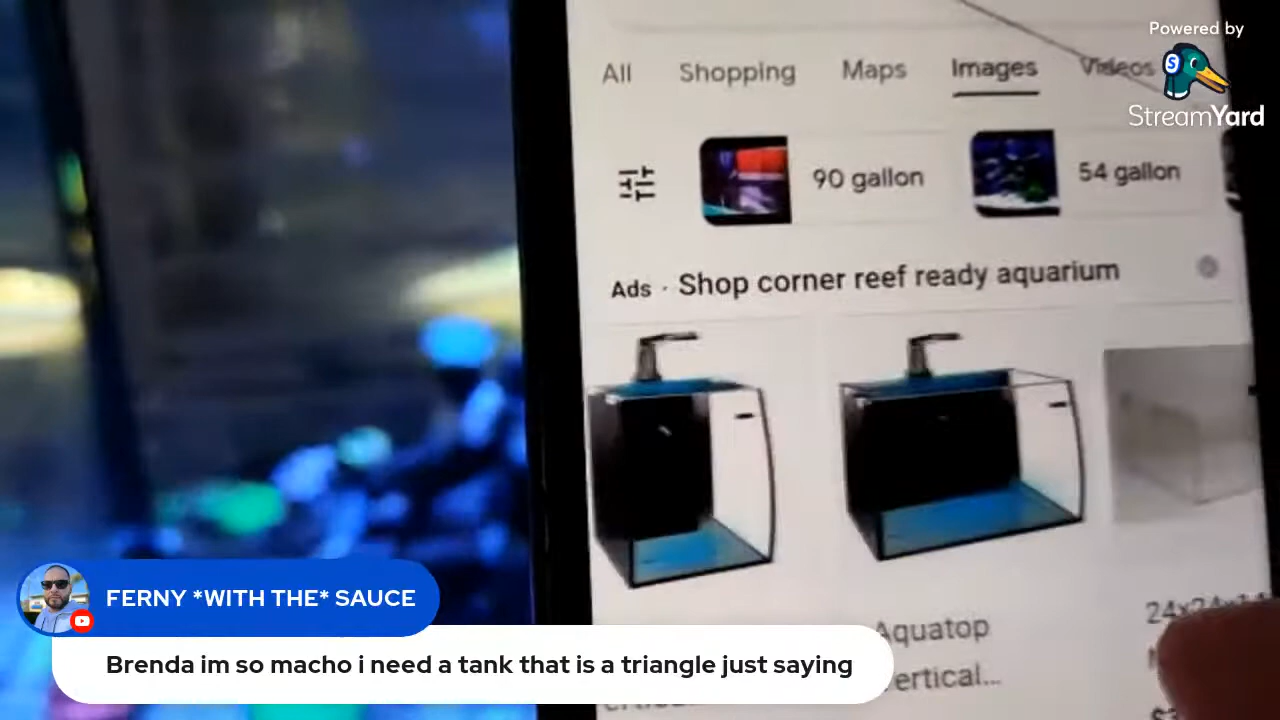 Powered by
StreamYard
All Shopping Maps Images Videos
90 gallon 54 gallon
Ads · Shop corner reef ready aquarium
FERNY *WITH THE* SAUCE
Brenda im so macho i need a tank that is a triangle just saying
Aquatop